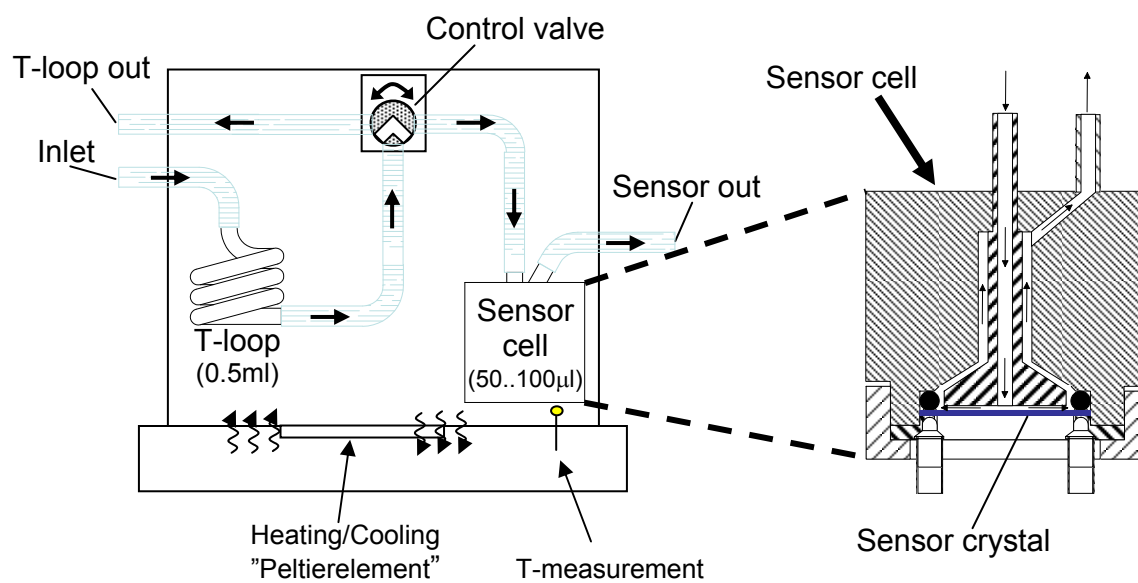 Control valve
T-loop out
Inlet
Sensor cell
Sensor out
T-loop
(0.5ml)
Sensor
cell
(50..100µl)
Heating/Cooling
”Peltierelement”
T-measurement
Sensor crystal